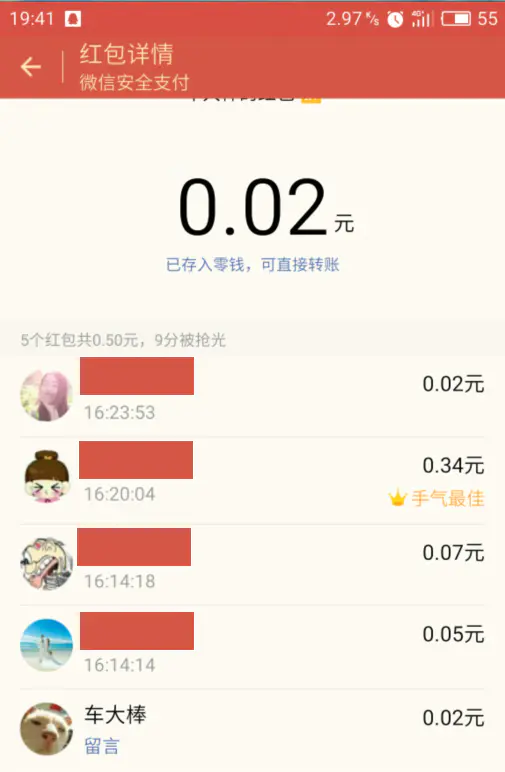 19:41
2.97 K/s
4G
55
红包详情
微信安全支付
0.02元
已存入零钱，可直接转账
5个红包共0.50元，9分被抢光
0.02元
16:23:53
0.34元
16:20:04
手气最佳
0.07元
16:14:18
0.05元
16:14:14
车大棒
0.02元
留言